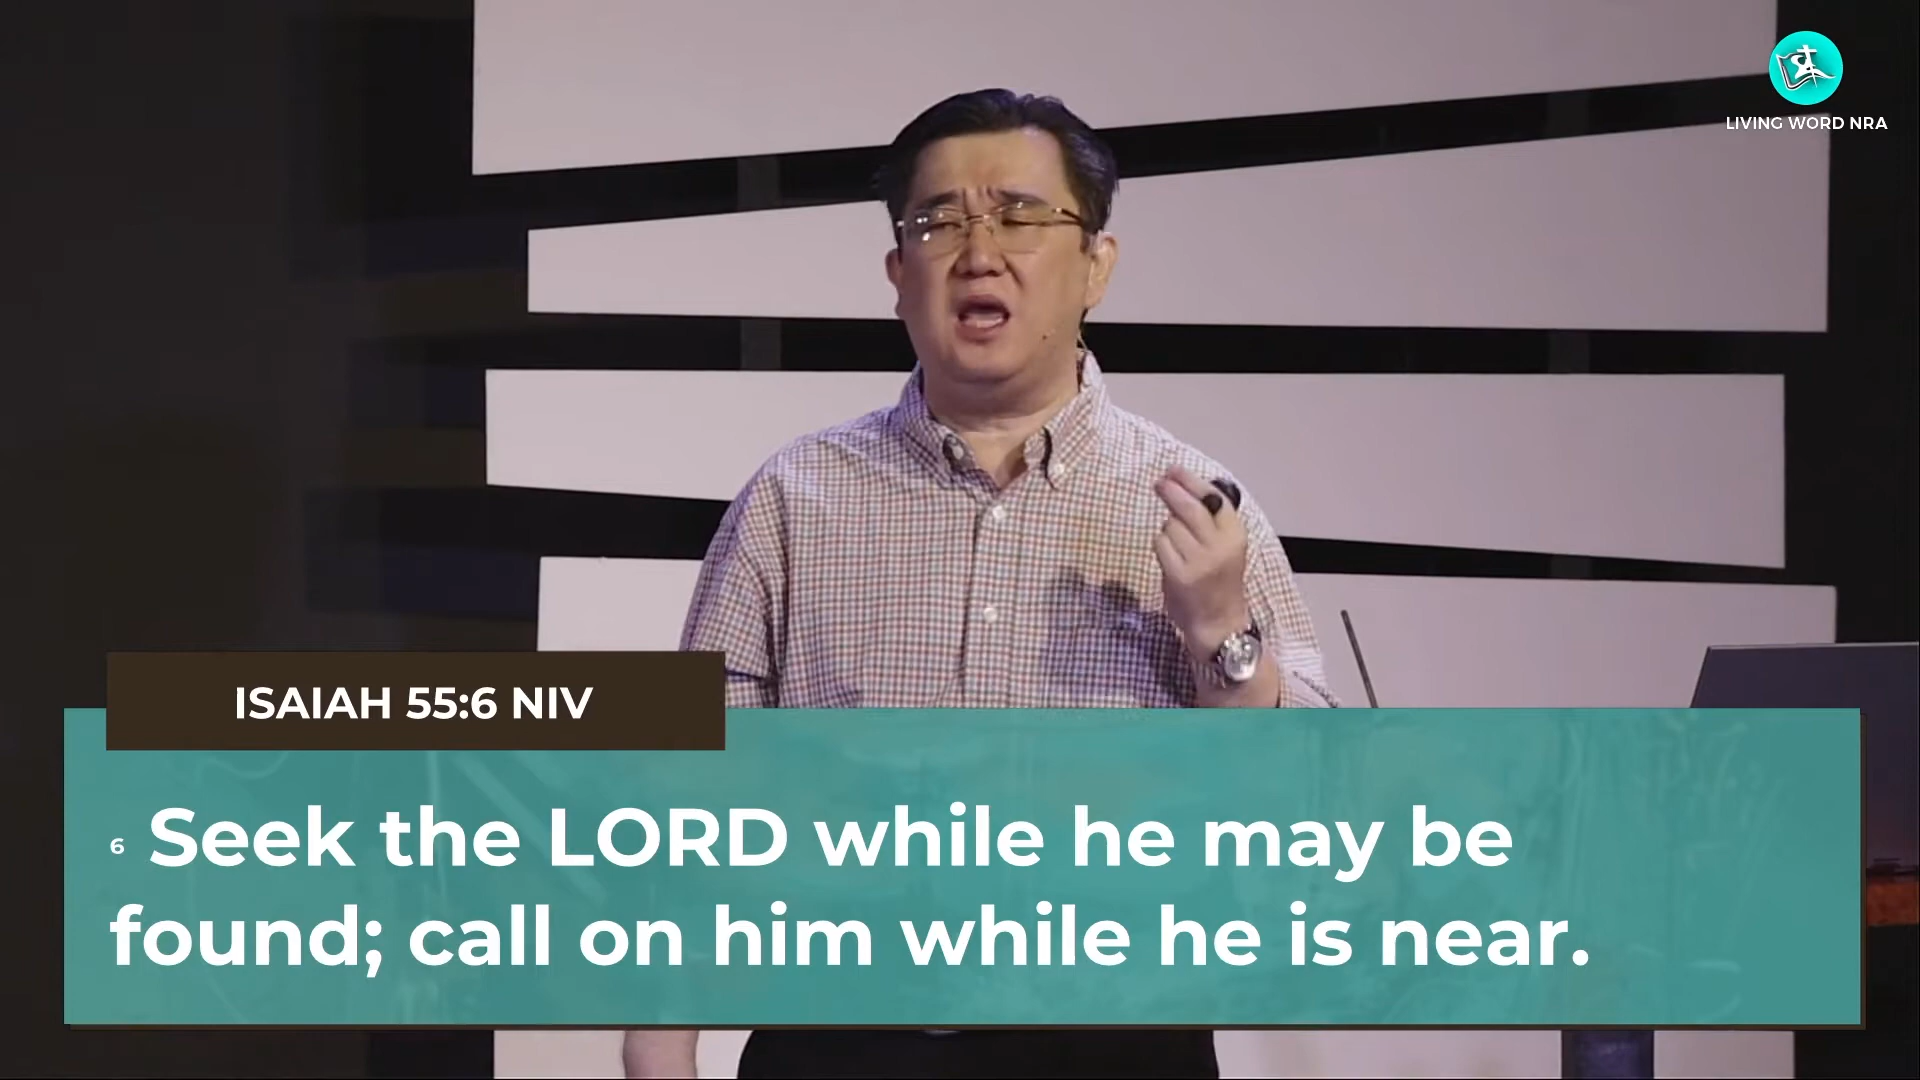 LIVING WORD NRA
ISAIAH 55:6 NIV
6 Seek the LORD while he may be
found; call on him while he is near.